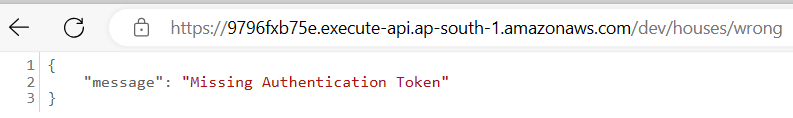 https://9796fxb75e.execute-api.ap-south-1.amazonaws.com/dev/houses/wrong
1 {
2     "message": "Missing Authentication Token"
3 }